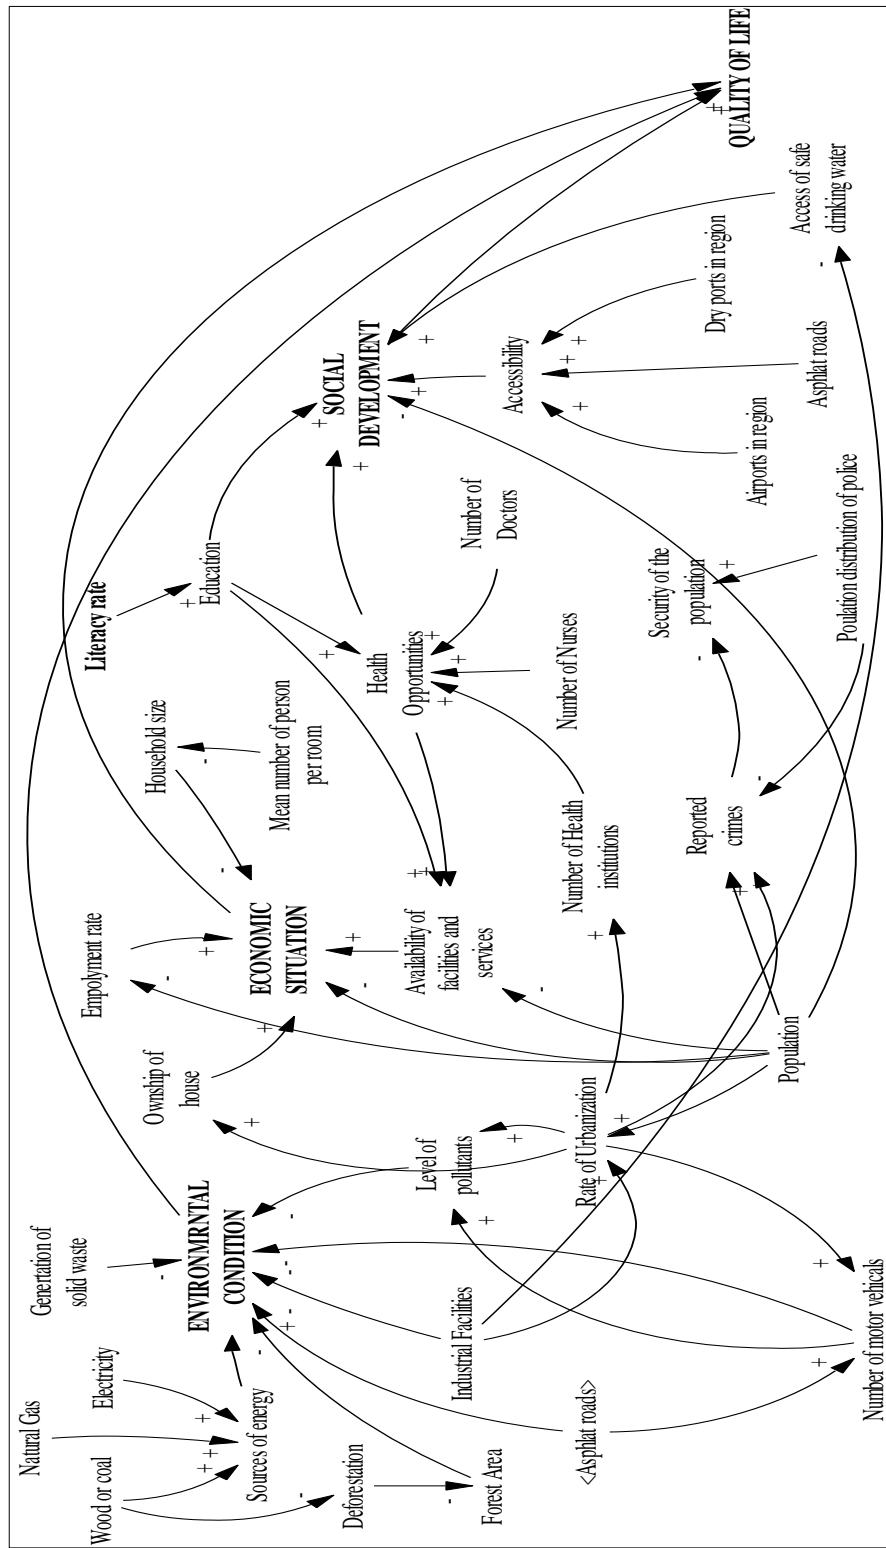 Natural Gas
Wood or coal
Electricity
Sources of energy
Genertation of
solid waste
ENVIRONMRNTAL
CONDITION
Deforestation
Forest Area
<Asphlat roads>
Industrial Facilities
Number of motor vehicals
Level of
pollutants
Rate of Urbanization
Ownship of
house
Empolyment rate
ECONOMIC
SITUATION
Household size
Mean number of person
per room
Availability of
facilities and
services
Population
Number of Health
institutions
Literacy rate
Education
Health
Opportunities
Number of
Doctors
Number of Nurses
Reported
crimes
Security of the
population
Poulation distribution of police
SOCIAL
DEVELOPMENT
Accessibility
Airports in region
Asphlat roads
Dry ports in region
Access of safe
drinking water
QUALITY OF LIFE